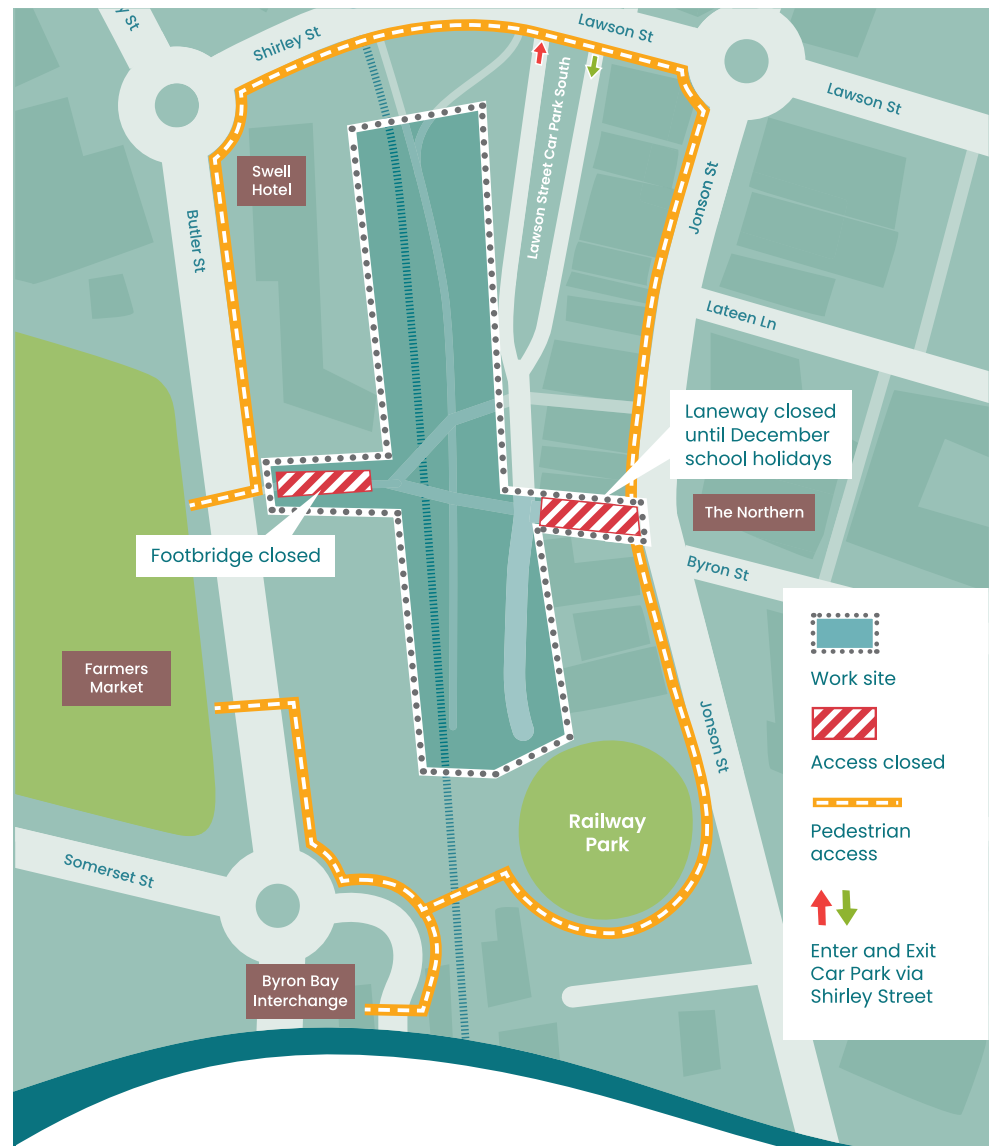 Shirley St
Lawson St
Lawson St
Lawson Street Car Park South
Swell
Hotel
Butler St
Jonson St
Lateen Ln
Laneway closed
until December
school holidays
The Northern
Footbridge closed
Byron St
Farmers
Market
Jonson St
Railway
Park
Somerset St
Byron Bay
Interchange
Work site
Access closed
Pedestrian
access
Enter and Exit
Car Park via
Shirley Street